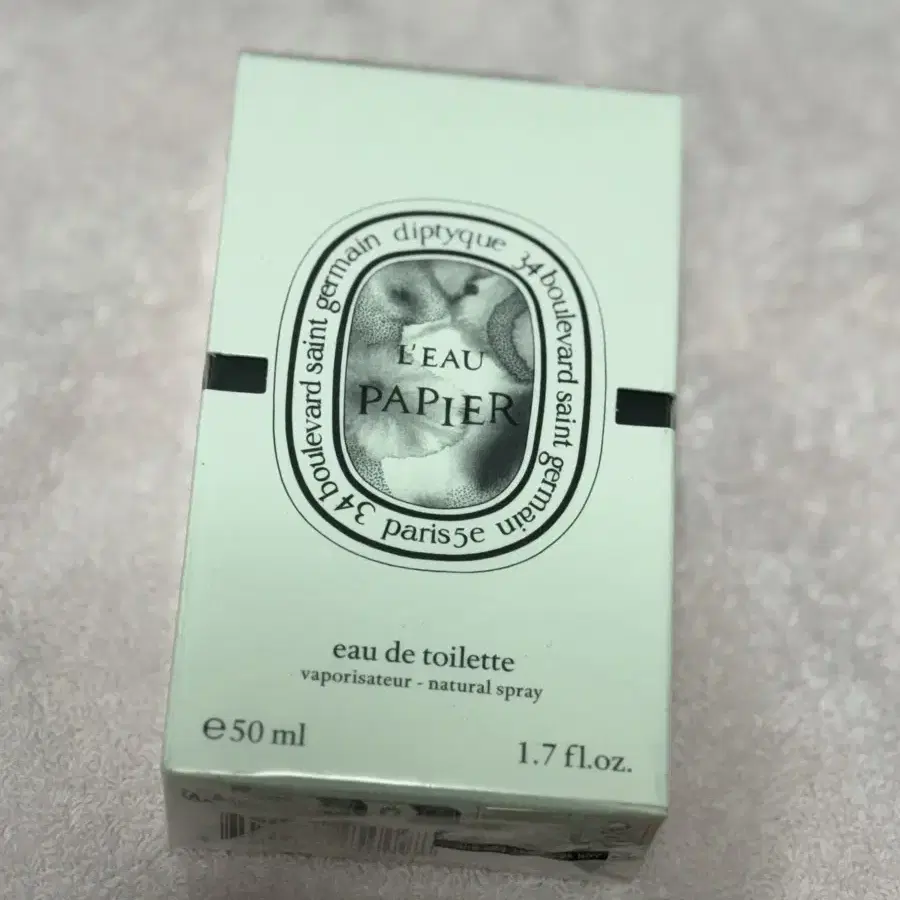 diptyque 34 boulevard saint germain paris5e 34 boulevard saint germain
L'EAU
PAPIER
eau de toilette
vaporisateur - natural spray
℮50 ml
1.7 fl.oz.